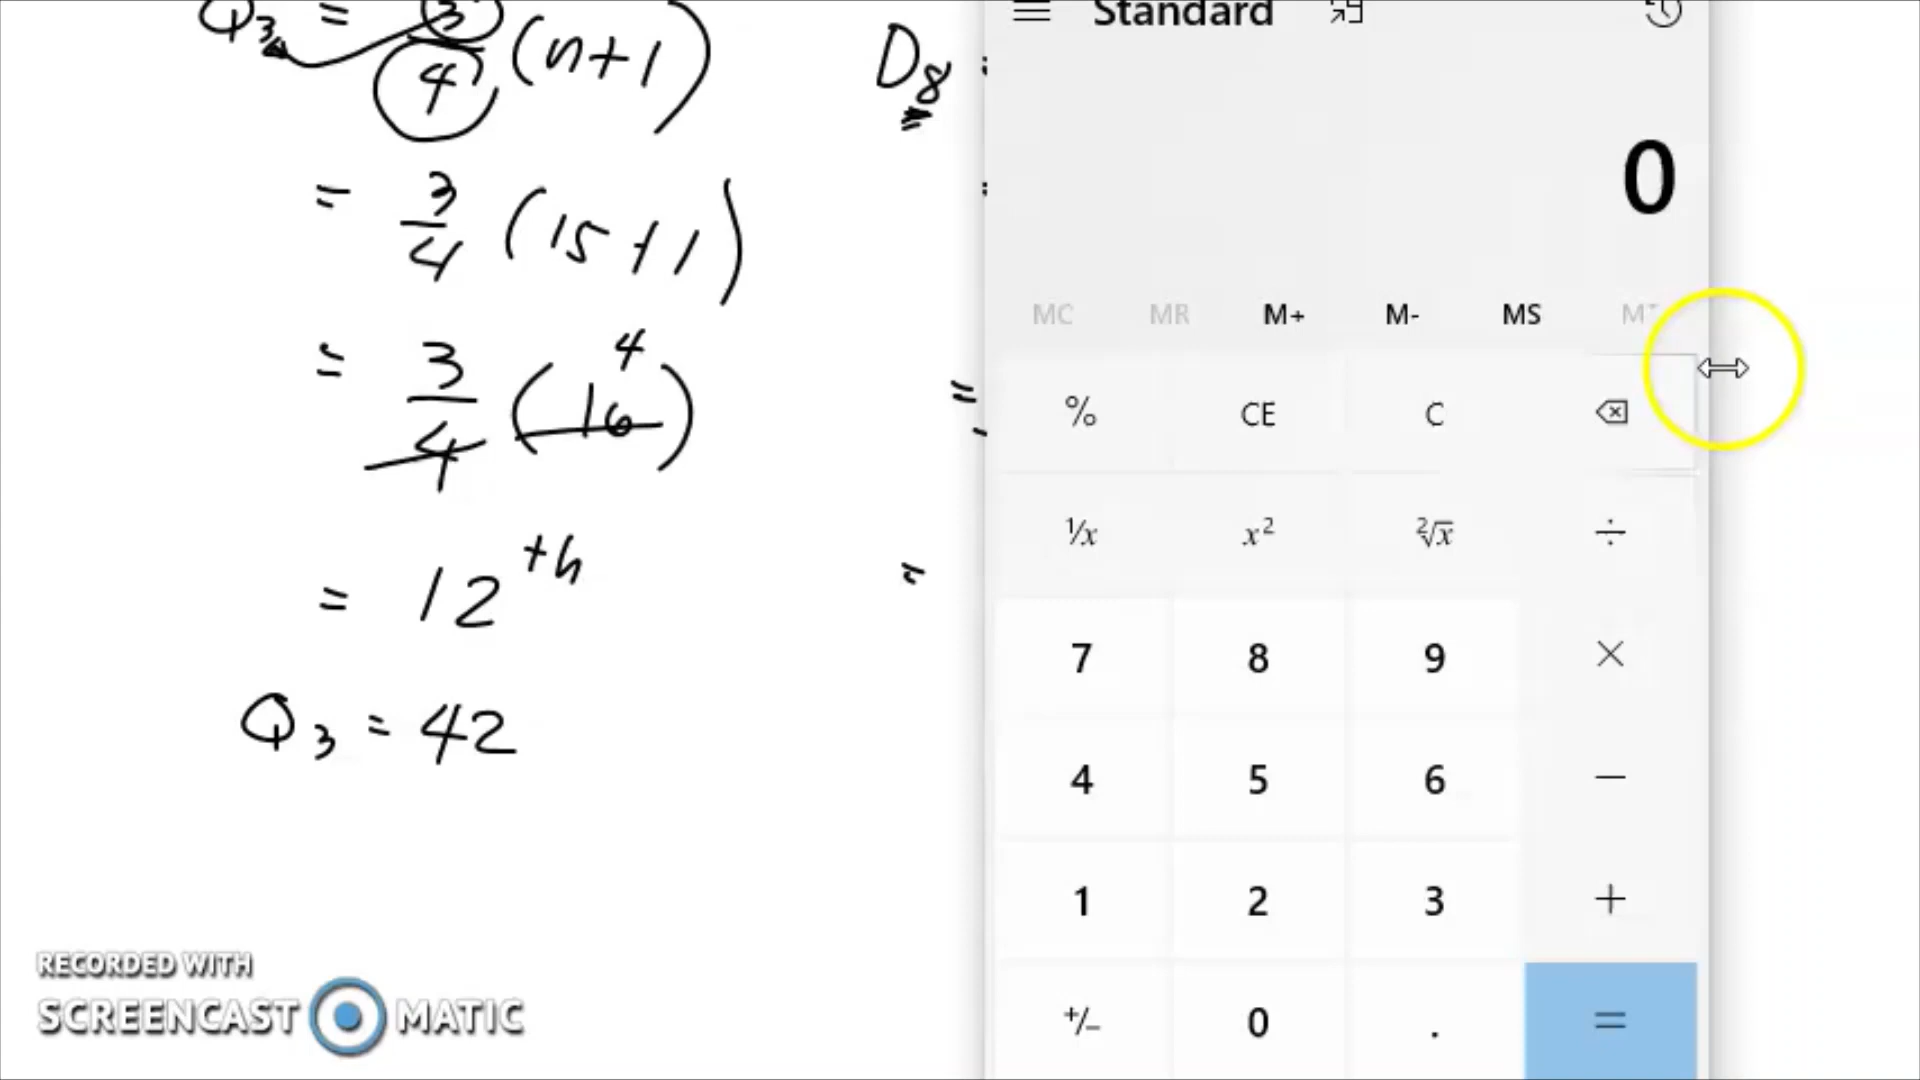 Q3 = 3/4 (n+1)
= 3/4 (15+1)
= 3/4 (16) 4
= 12th
Q3 = 42
D8 =
=
=
=
=
Standard
0
MC MR M+ M- MS
% CE C
1/x x² ²√x ÷
7 8 9 ×
4 5 6 −
1 2 3 +
+/− 0 . =
RECORDED WITH
SCREENCAST MATIC